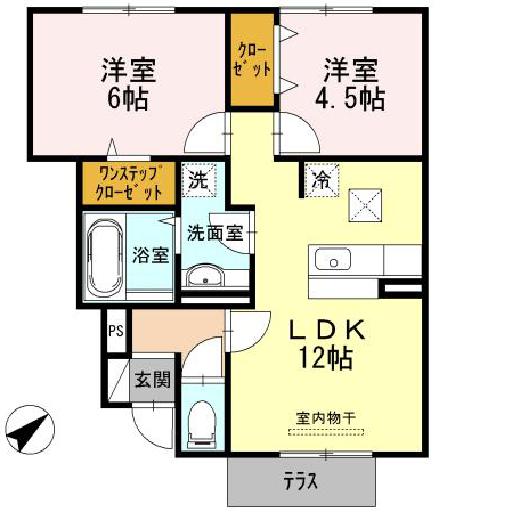 洋室
6帖
クロー
ゼット
洋室
4.5帖
ワンステップ
クローゼット
洗
冷
洗面室
浴室
PS
LDK
12帖
玄関
室内物干
テラス